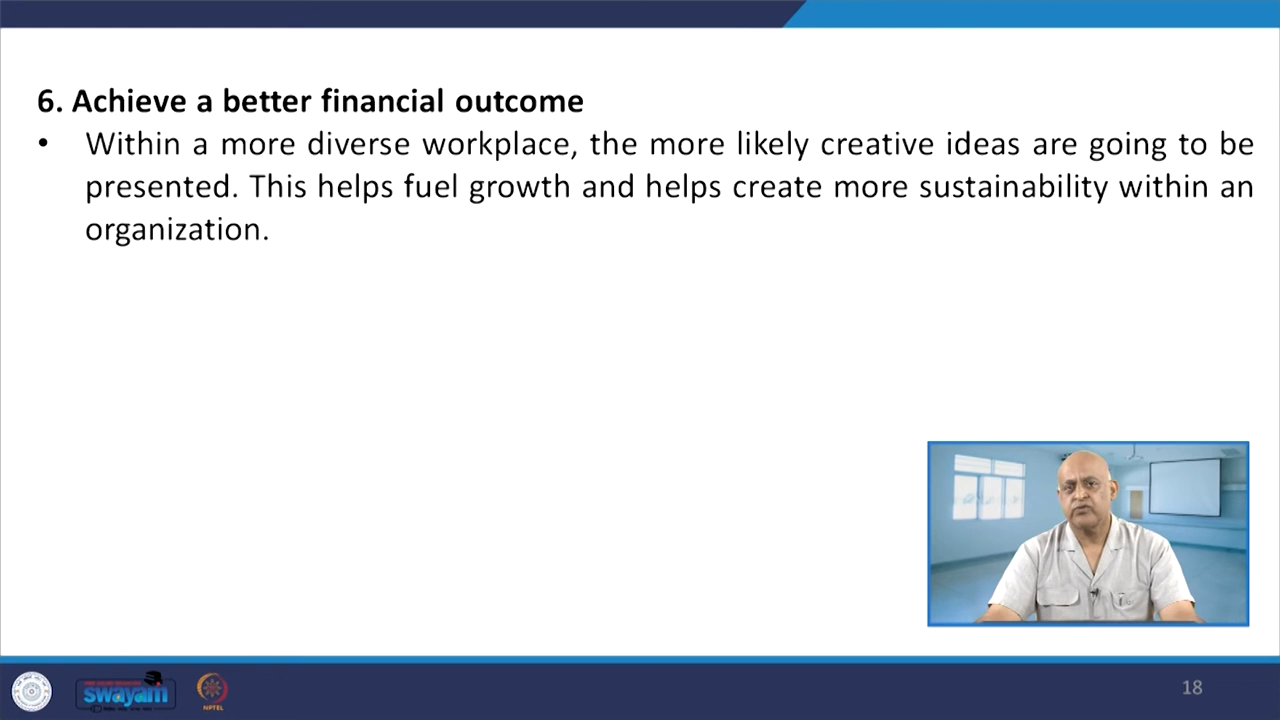 6. Achieve a better financial outcome
• Within a more diverse workplace, the more likely creative ideas are going to be
presented. This helps fuel growth and helps create more sustainability within an
organization.
swayam
NPTEL
18